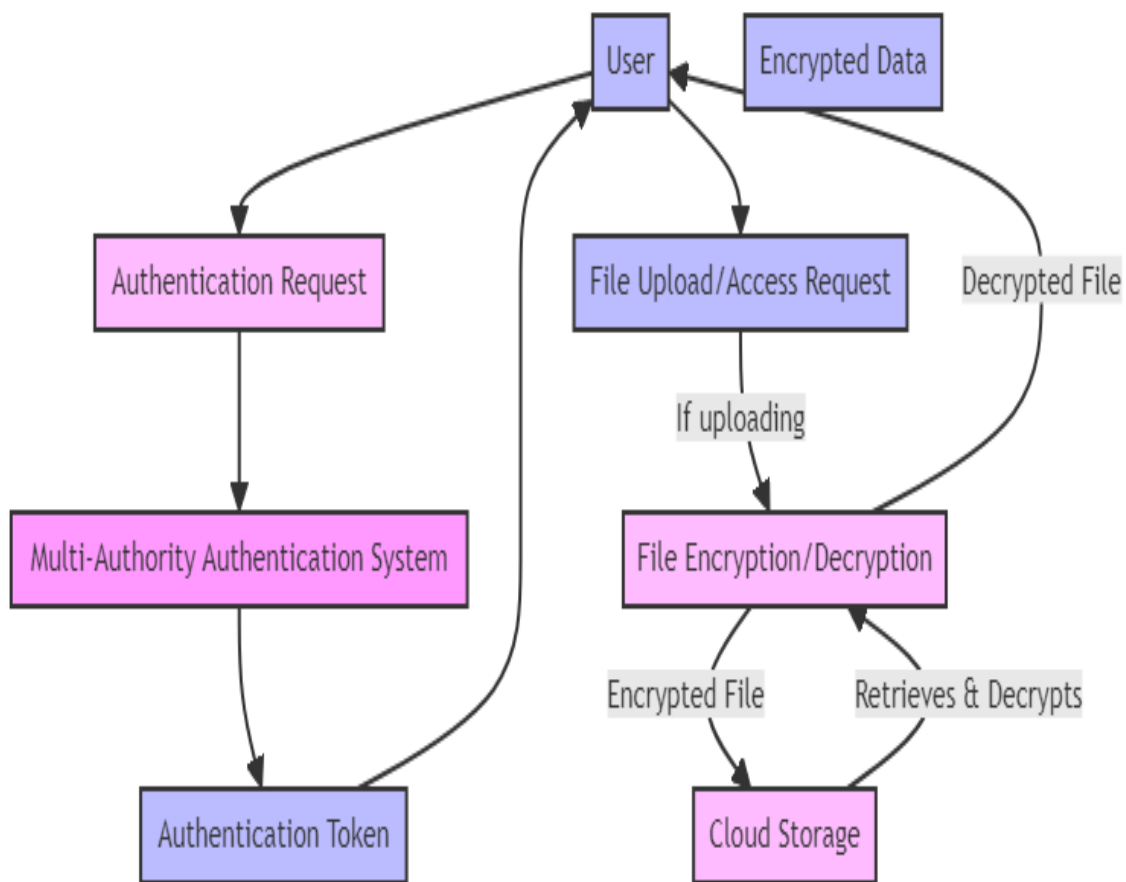 User
Encrypted Data
Authentication Request
File Upload/Access Request
Decrypted File
If uploading
Multi-Authority Authentication System
File Encryption/Decryption
Encrypted File
Retrieves & Decrypts
Authentication Token
Cloud Storage